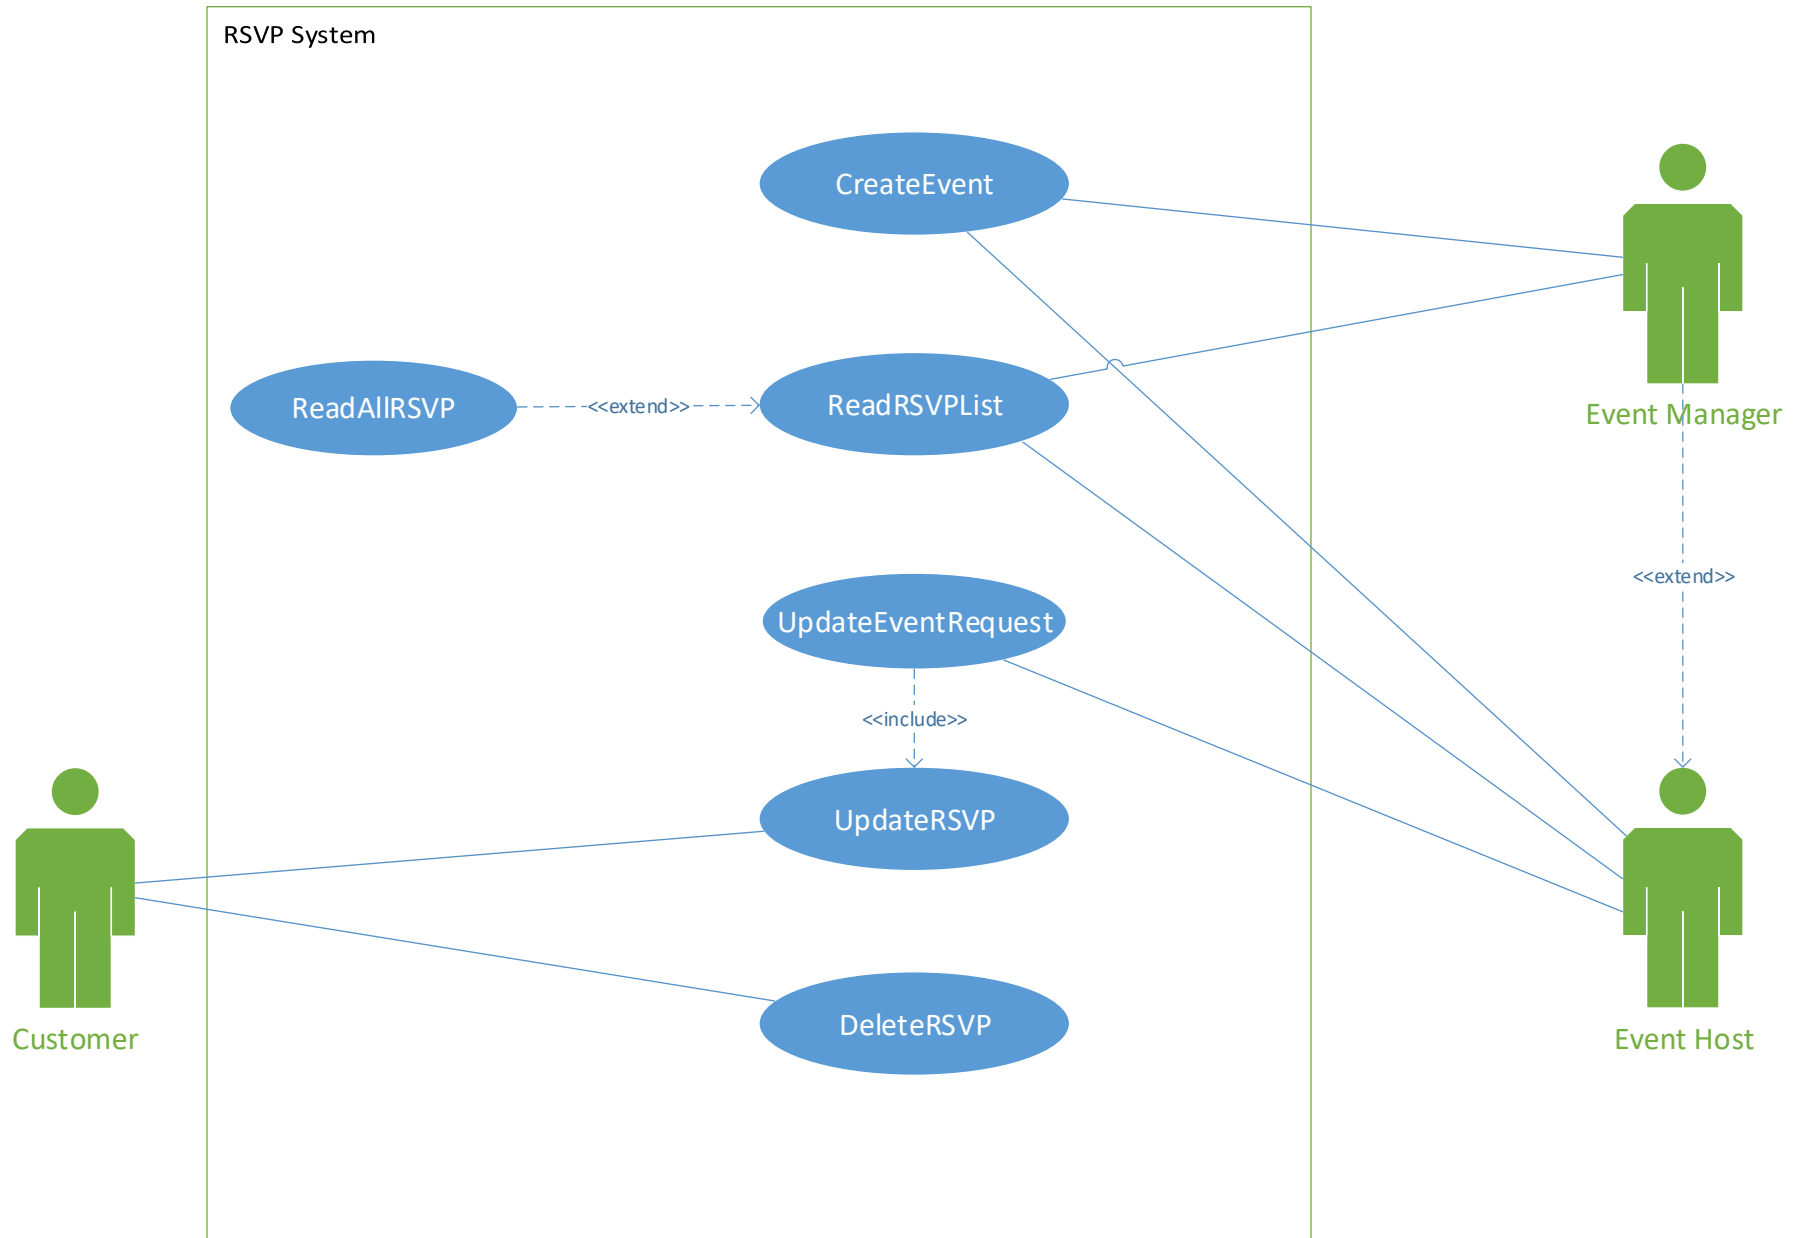 RSVP System
CreateEvent
ReadAllRSVP
<<extend>>
ReadRSVPList
Event Manager
<<extend>>
UpdateEventRequest
<<include>>
UpdateRSVP
DeleteRSVP
Customer
Event Host